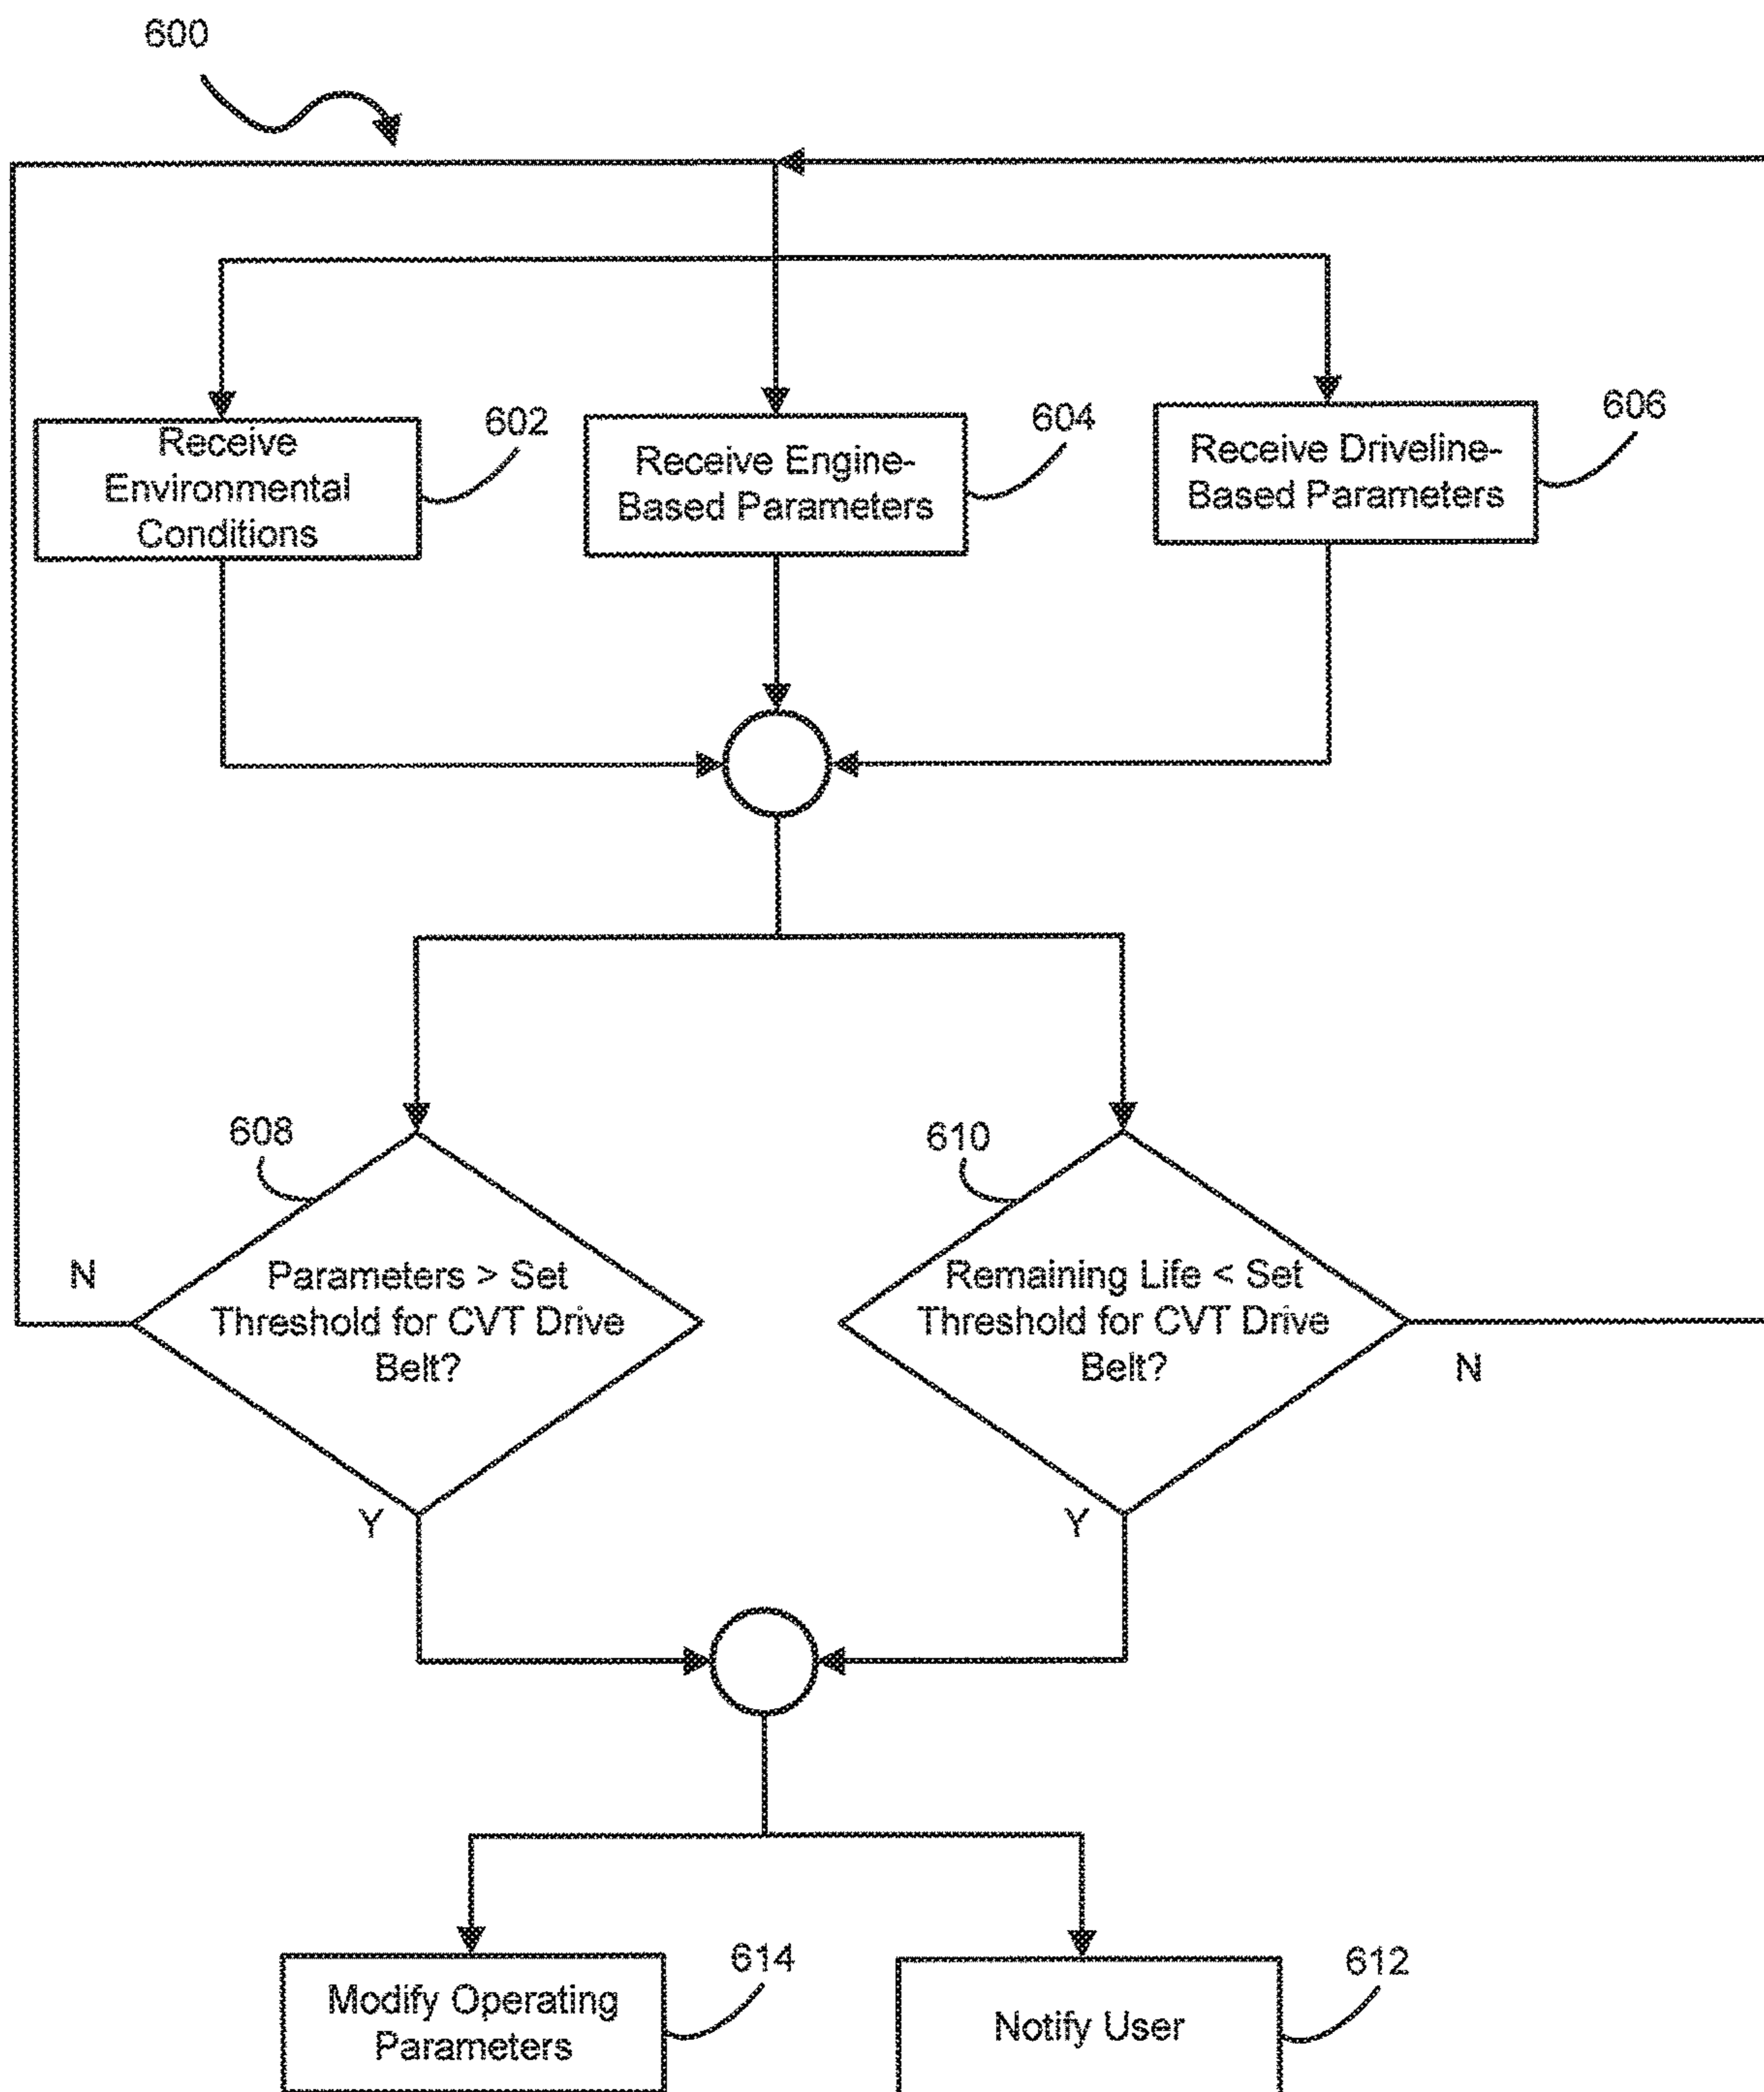 600
Receive
Environmental
Conditions
602
Receive Engine-
Based Parameters
604
Receive Driveline-
Based Parameters
606
608
Parameters > Set
Threshold for CVT Drive
Belt?
N
Y
610
Remaining Life < Set
Threshold for CVT Drive
Belt?
N
Y
Modify Operating
Parameters
614
Notify User
612